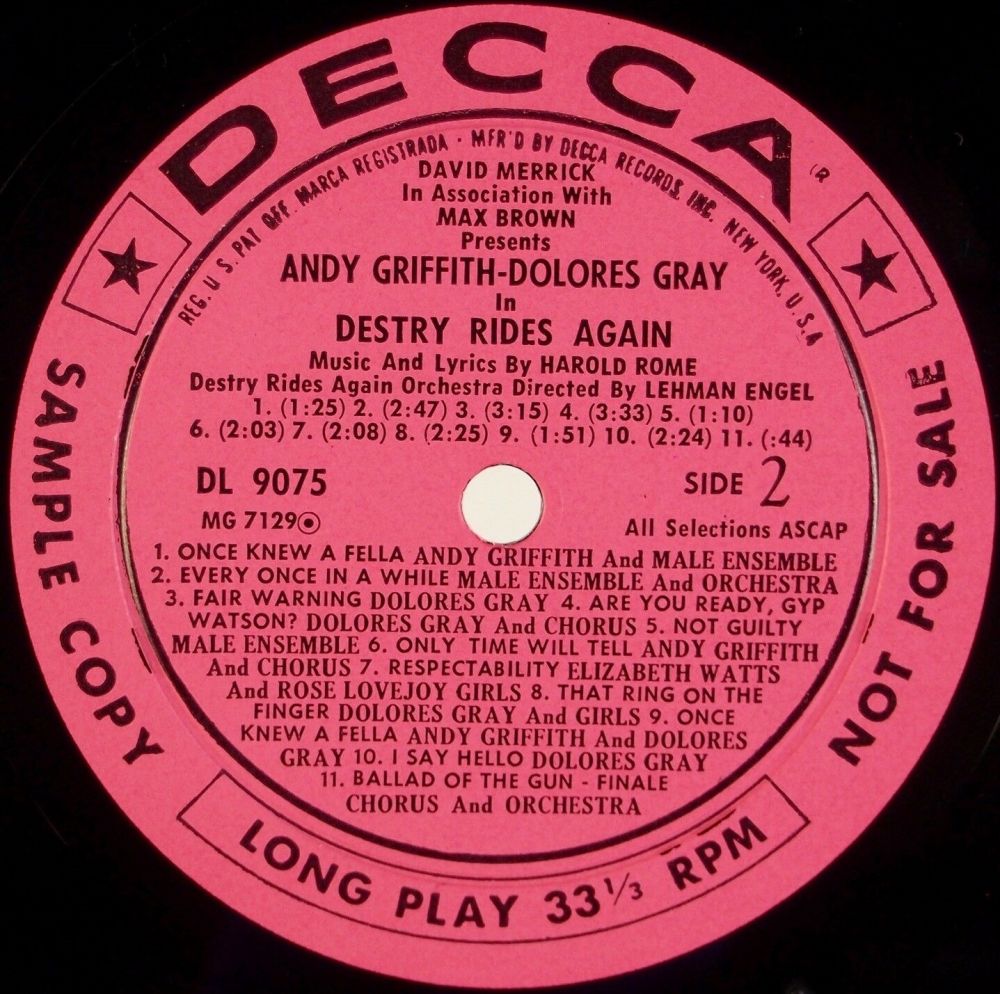 DECCA
®
REG. U.S. PAT. OFF. MARCA REGISTRADA · MFR'D BY DECCA RECORDS, INC., NEW YORK, U.S.A
DAVID MERRICK
In Association With
MAX BROWN
Presents
ANDY GRIFFITH-DOLORES GRAY
In
DESTRY RIDES AGAIN
Music And Lyrics By HAROLD ROME
Destry Rides Again Orchestra Directed By LEHMAN ENGEL
1. (1:25) 2. (2:47) 3. (3:15) 4. (3:33) 5. (1:10)
6. (2:03) 7. (2:08) 8. (2:25) 9. (1:51) 10. (2:24) 11. (:44)
DL 9075
SIDE 2
MG 7129
All Selections ASCAP
1. ONCE KNEW A FELLA ANDY GRIFFITH And MALE ENSEMBLE
2. EVERY ONCE IN A WHILE MALE ENSEMBLE And ORCHESTRA
3. FAIR WARNING DOLORES GRAY 4. ARE YOU READY, GYP
WATSON? DOLORES GRAY And CHORUS 5. NOT GUILTY
MALE ENSEMBLE 6. ONLY TIME WILL TELL ANDY GRIFFITH
And CHORUS 7. RESPECTABILITY ELIZABETH WATTS
And ROSE LOVEJOY GIRLS 8. THAT RING ON THE
FINGER DOLORES GRAY And GIRLS 9. ONCE
KNEW A FELLA ANDY GRIFFITH And DOLORES
GRAY 10. I SAY HELLO DOLORES GRAY
11. BALLAD OF THE GUN - FINALE
CHORUS And ORCHESTRA
SAMPLE COPY
NOT FOR SALE
LONG PLAY 33 1/3 RPM